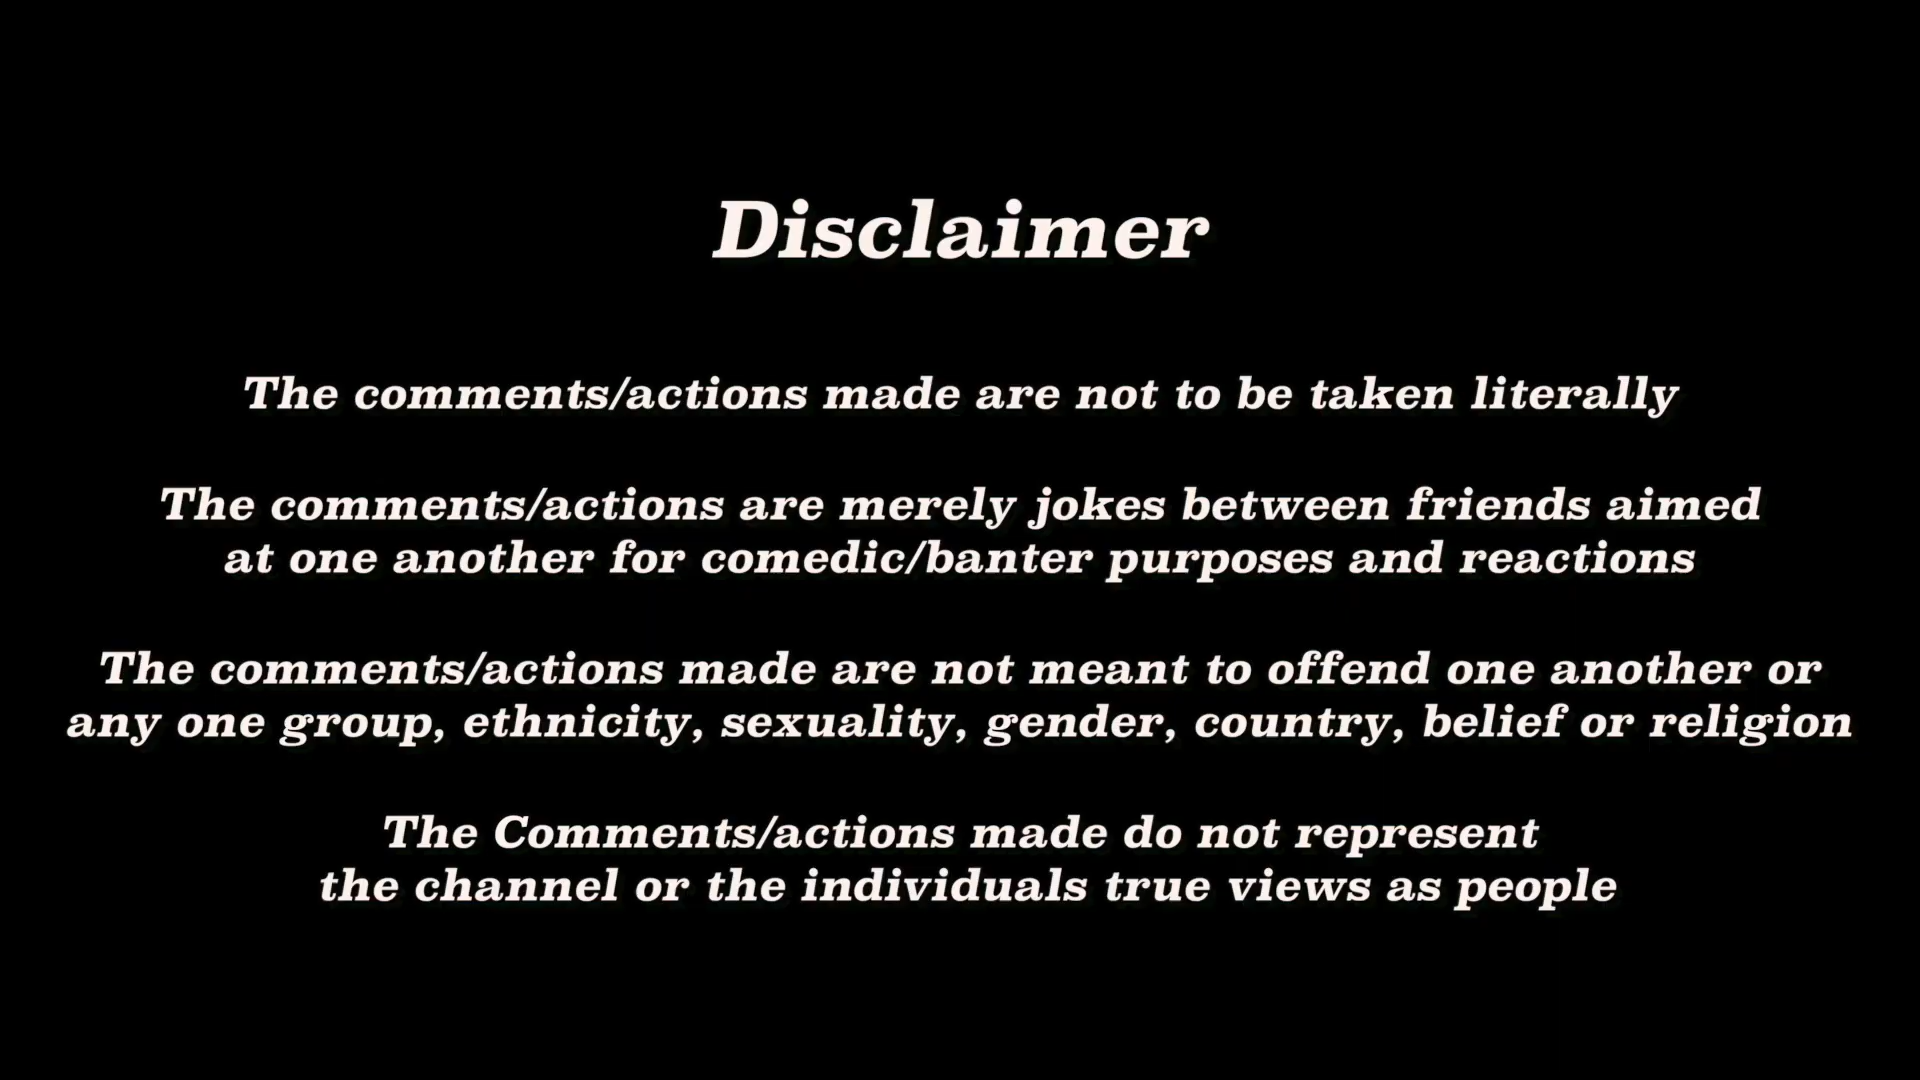 Disclaimer
The comments/actions made are not to be taken literally
The comments/actions are merely jokes between friends aimed
at one another for comedic/banter purposes and reactions
The comments/actions made are not meant to offend one another or
any one group, ethnicity, sexuality, gender, country, belief or religion
The Comments/actions made do not represent
the channel or the individuals true views as people